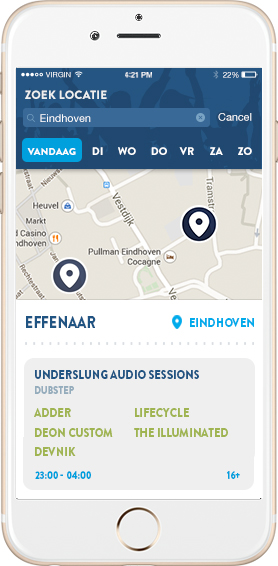 VIRGIN 4:21 PM 22%
ZOEK LOCATIE
Eindhoven Cancel
VANDAAG DI WO DO VR ZA ZO
Tramstr
Heuvel
Vestdijk
Markt
d Casino
indhoven
Pullman Eindhoven
Cocagne
Vestdijk
EFFENAAR EINDHOVEN
UNDERSLUNG AUDIO SESSIONS
DUBSTEP
ADDER LIFECYCLE
DEON CUSTOM THE ILLUMINATED
DEVNIK
23:00 - 04:00 16+